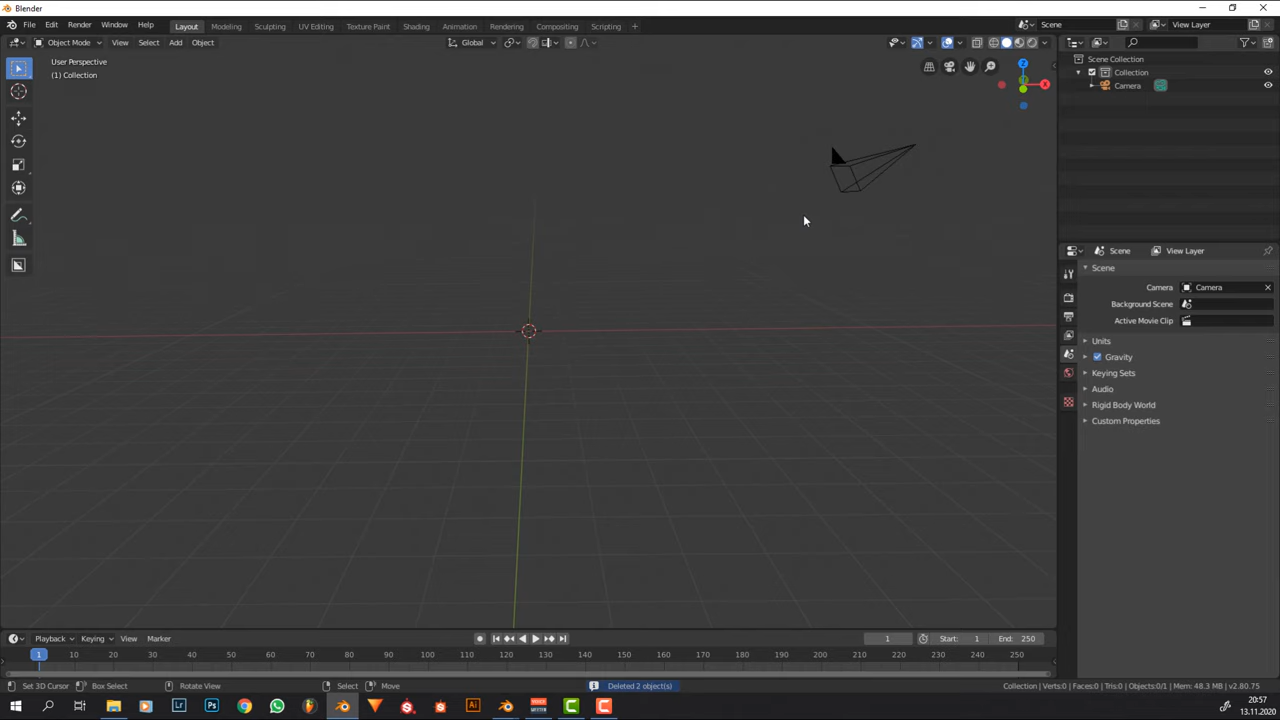 Blender
File Edit Render Window Help Layout Modeling Sculpting UV Editing Texture Paint Shading Animation Rendering Compositing Scripting + Scene View Layer
Object Mode View Select Add Object Global
User Perspective
(1) Collection
Z
X
Scene Collection
Collection
Camera
Scene View Layer
Scene
Camera Camera
Background Scene
Active Movie Clip
Units
Gravity
Keying Sets
Audio
Rigid Body World
Custom Properties
Playback Keying View Marker 1 Start: 1 End: 250
1 10 20 30 40 50 60 70 80 90 100 110 120 130 140 150 160 170 180 190 200 210 220 230 240 250
Set 3D Cursor Box Select Rotate View Select Move Deleted 2 object(s) Collection | Verts:0 | Faces:0 | Tris:0 | Objects:0/1 | Mem: 48.3 MB | v2.80.75
Lr Ps Ai
20:57
13.11.2020